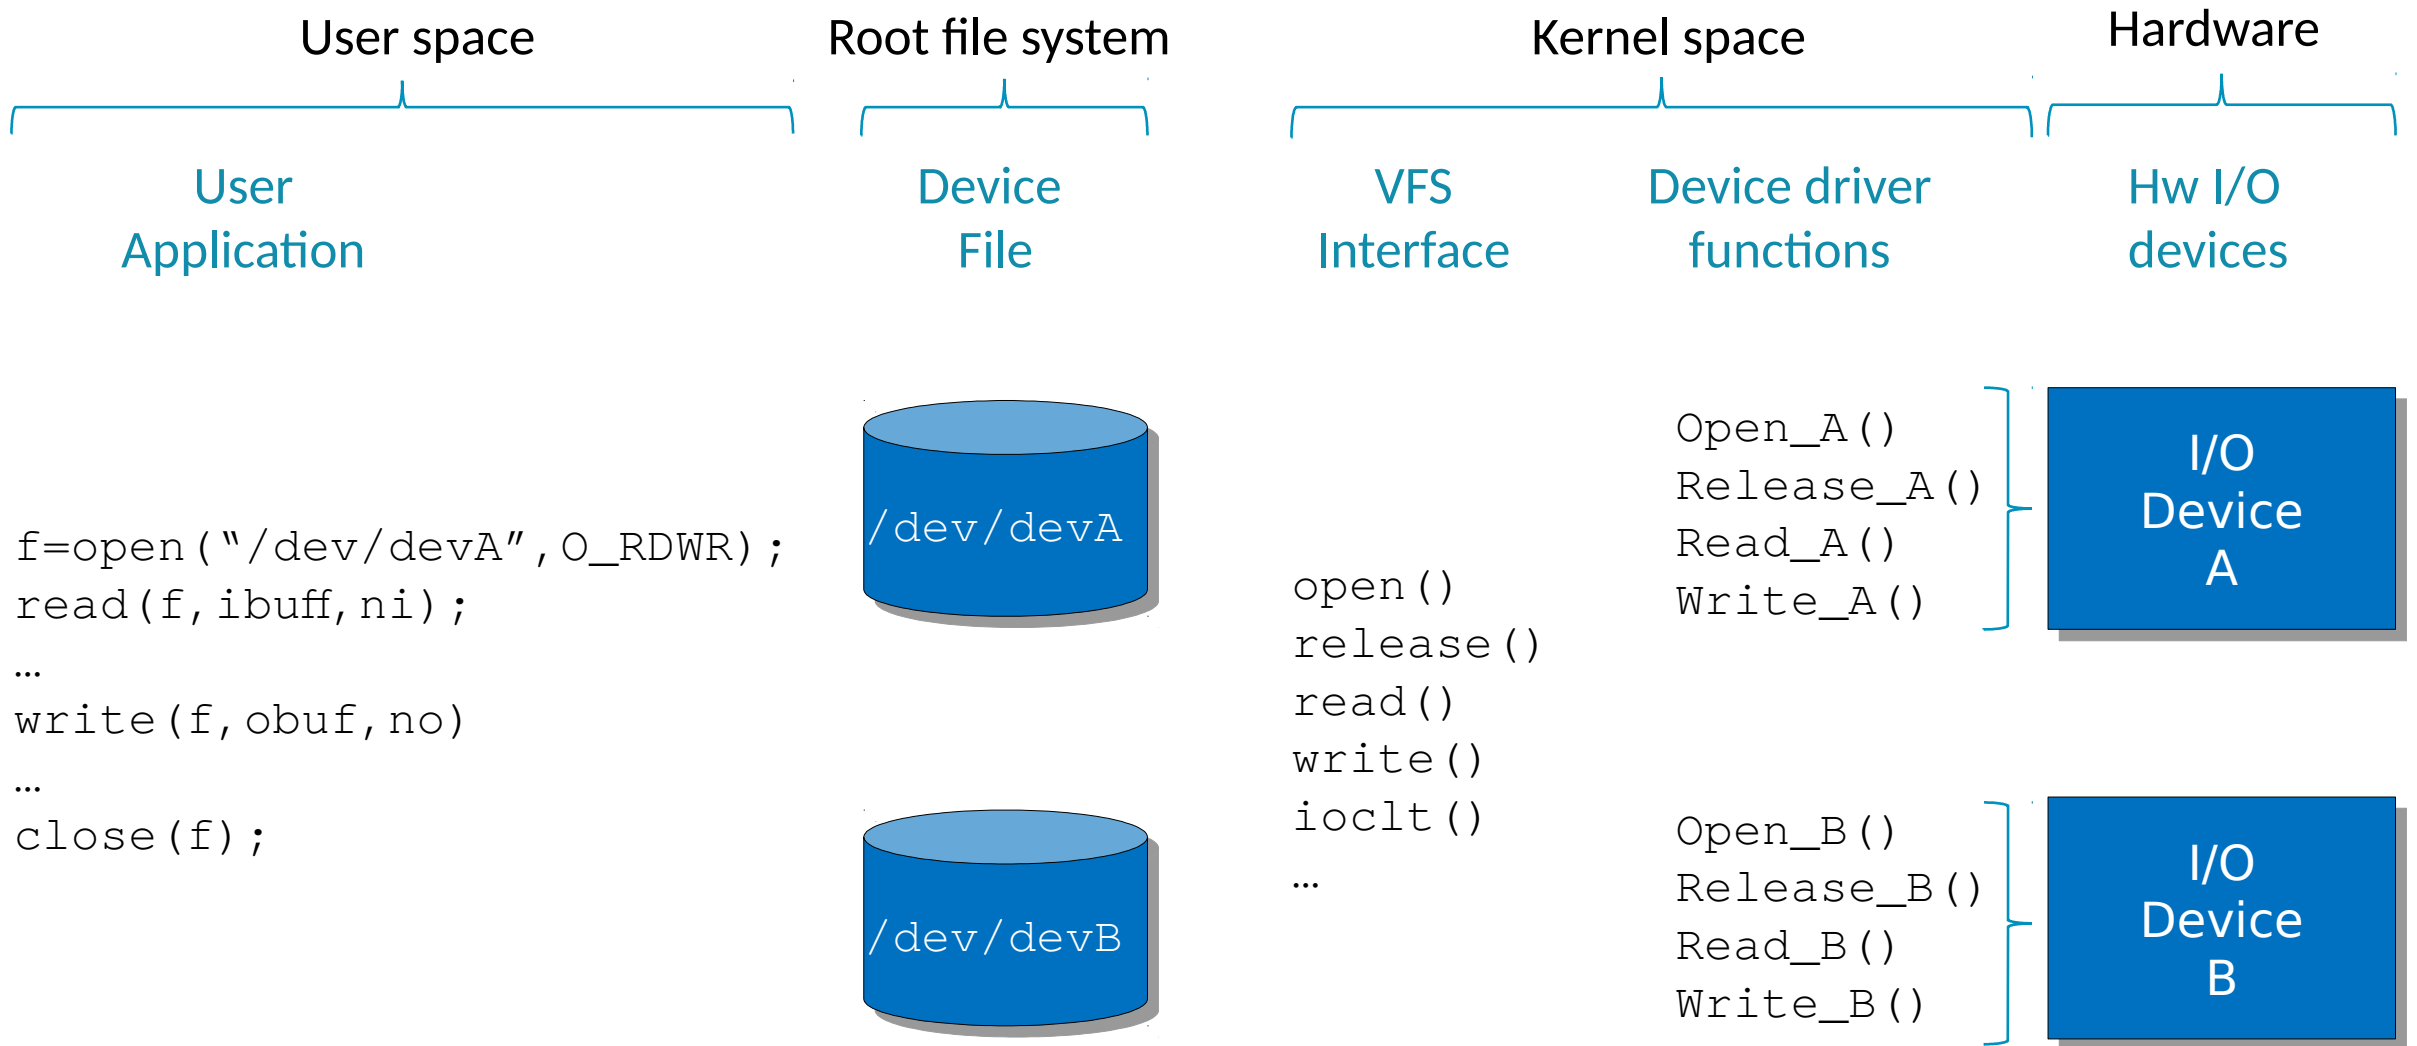 User space
Root file system
Kernel space
Hardware
User
Application
Device
File
VFS
Interface
Device driver
functions
Hw I/O
devices
f=open(“/dev/devA”,O_RDWR);
read(f,ibuff,ni);
…
write(f,obuf,no)
…
close(f);
/dev/devA
/dev/devB
open()
release()
read()
write()
ioclt()
…
Open_A()
Release_A()
Read_A()
Write_A()
Open_B()
Release_B()
Read_B()
Write_B()
I/O
Device
A
I/O
Device
B